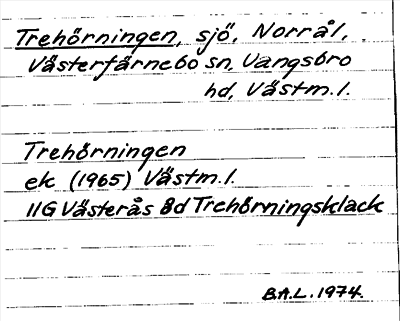 Trehörningen, sjö, Norrål,
Västerfärnebo sn, Vangsbro
hd, Västm.l.
Trehörningen
ek (1965) Västm.l.
11G Västerås 8d Trehörningsklack
B.A.L. 1974.